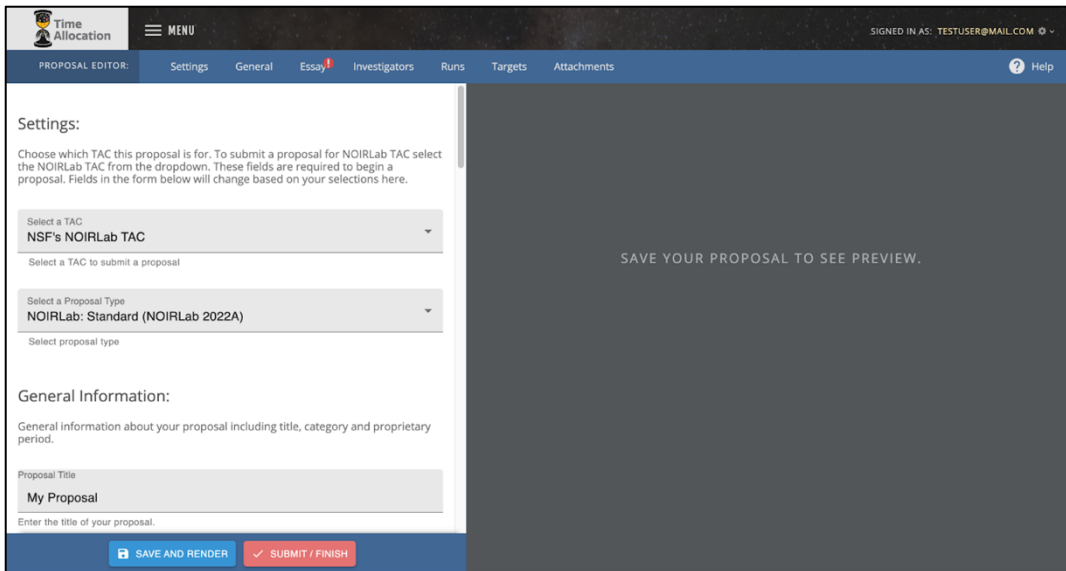 Time
Allocation
MENU
SIGNED IN AS: TESTUSER@MAIL.COM
PROPOSAL EDITOR:
Settings
General
Essay!
Investigators
Runs
Targets
Attachments
? Help
Settings:
Choose which TAC this proposal is for. To submit a proposal for NOIRLab TAC select
the NOIRLab TAC from the dropdown. These fields are required to begin a
proposal. Fields in the form below will change based on your selections here.
Select a TAC
NSF's NOIRLab TAC
Select a TAC to submit a proposal
Select a Proposal Type
NOIRLab: Standard (NOIRLab 2022A)
Select proposal type
General Information:
General information about your proposal including title, category and proprietary
period.
Proposal Title
My Proposal
Enter the title of your proposal.
SAVE AND RENDER
SUBMIT / FINISH
SAVE YOUR PROPOSAL TO SEE PREVIEW.